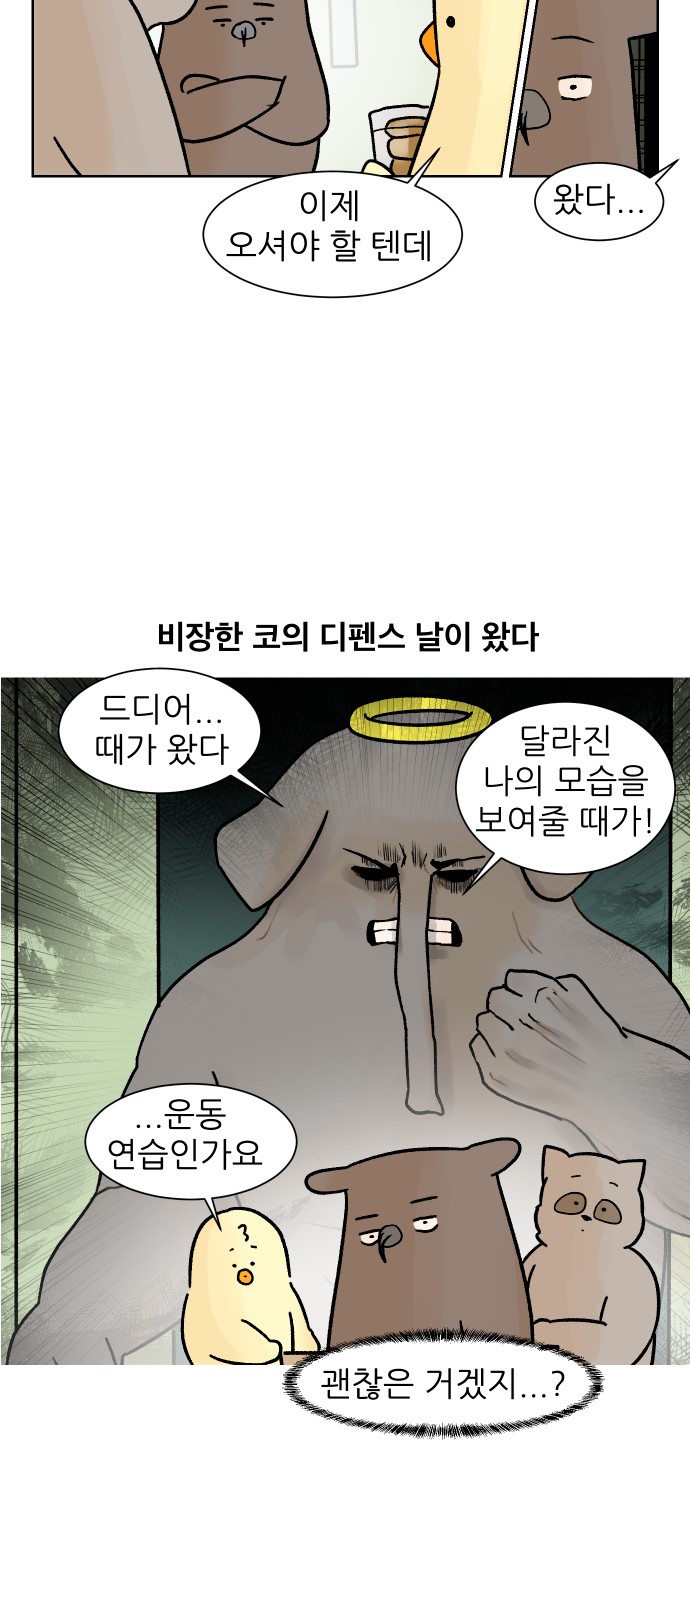 이제
오셔야 할 텐데
왔다...
비장한 코의 디펜스 날이 왔다
드디어...
때가 왔다
달라진
나의 모습을
보여줄 때가!
...운동
연습인가요
괜찮은 거겠지...?